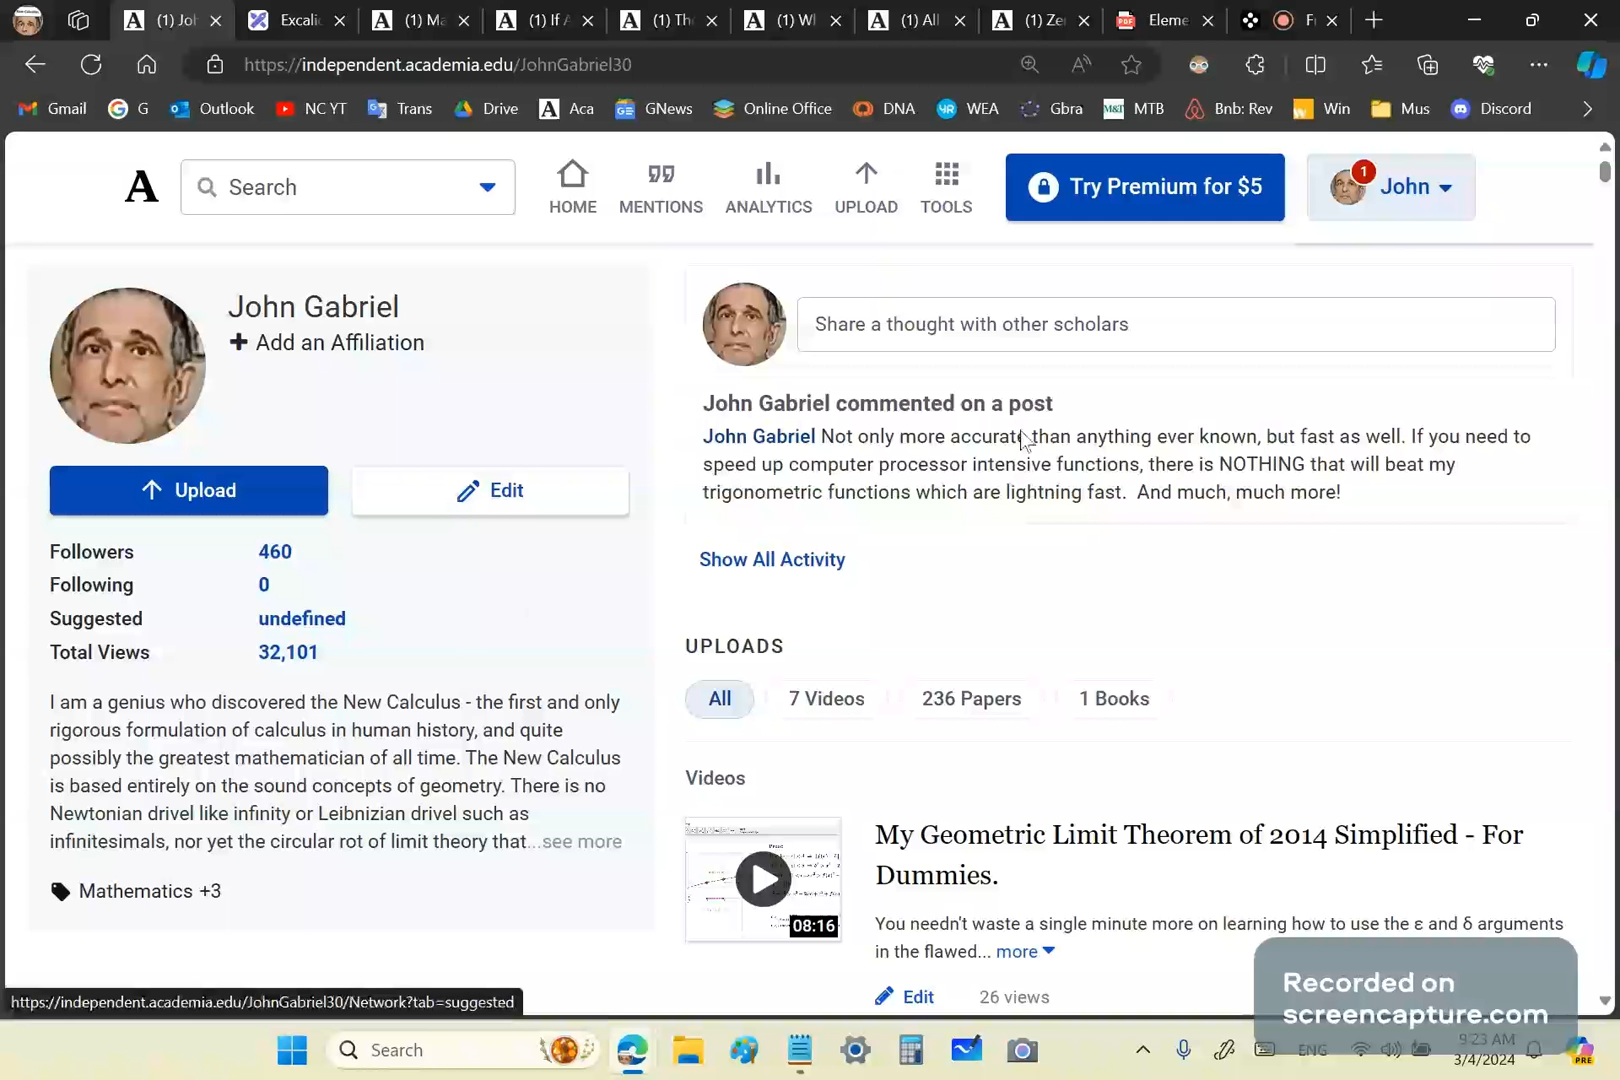 (1) Jo
Excali
(1) Ma
(1) If A
(1) Th
(1) W
(1) All
(1) Ze
Eleme
F
https://independent.academia.edu/JohnGabriel30
Gmail
G
Outlook
NC YT
Trans
Drive
Aca
GNews
Online Office
DNA
WEA
Gbra
MTB
Bnb: Rev
Win
Mus
Discord
A
Search
HOME
MENTIONS
ANALYTICS
UPLOAD
TOOLS
Try Premium for $5
1
John
John Gabriel
+ Add an Affiliation
Upload
Edit
Followers 460
Following 0
Suggested undefined
Total Views 32,101
I am a genius who discovered the New Calculus - the first and only
rigorous formulation of calculus in human history, and quite
possibly the greatest mathematician of all time. The New Calculus
is based entirely on the sound concepts of geometry. There is no
Newtonian drivel like infinity or Leibnizian drivel such as
infinitesimals, nor yet the circular rot of limit theory that...see more
Mathematics +3
Share a thought with other scholars
John Gabriel commented on a post
John Gabriel Not only more accurate than anything ever known, but fast as well. If you need to
speed up computer processor intensive functions, there is NOTHING that will beat my
trigonometric functions which are lightning fast. And much, much more!
Show All Activity
UPLOADS
All
7 Videos
236 Papers
1 Books
Videos
08:16
My Geometric Limit Theorem of 2014 Simplified - For
Dummies.
You needn't waste a single minute more on learning how to use the ε and δ arguments
in the flawed... more
Edit
26 views
Recorded on
screencapture.com
https://independent.academia.edu/JohnGabriel30/Network?tab=suggested
Search
ENG
9:23 AM
3/4/2024
PRE